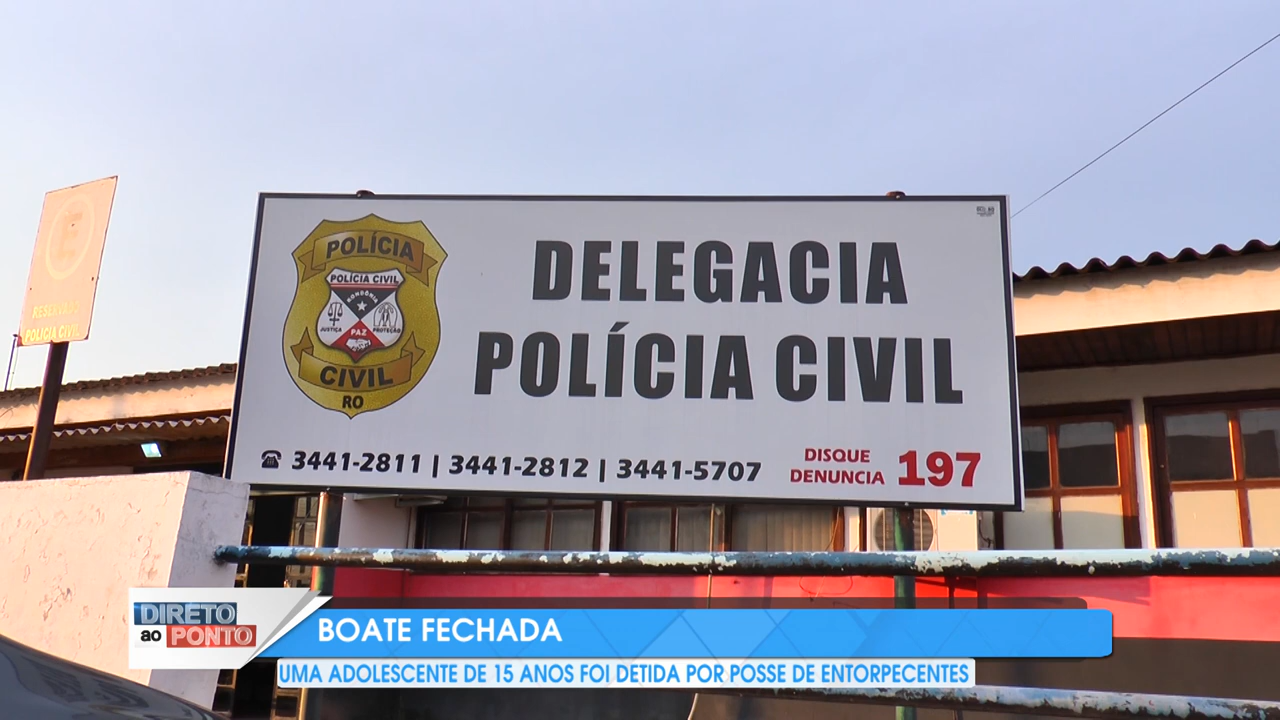 RESERVADO
POLÍCIA CIVIL
POLÍCIA
POLÍCIA CIVIL
RONDÔNIA
JUSTIÇA
PAZ
PROTEÇÃO
CIVIL
RO
DELEGACIA
POLÍCIA CIVIL
3441-2811 | 3441-2812 | 3441-5707
DISQUE
DENUNCIA 197
DIRETO
ao PONTO
BOATE FECHADA
UMA ADOLESCENTE DE 15 ANOS FOI DETIDA POR POSSE DE ENTORPECENTES